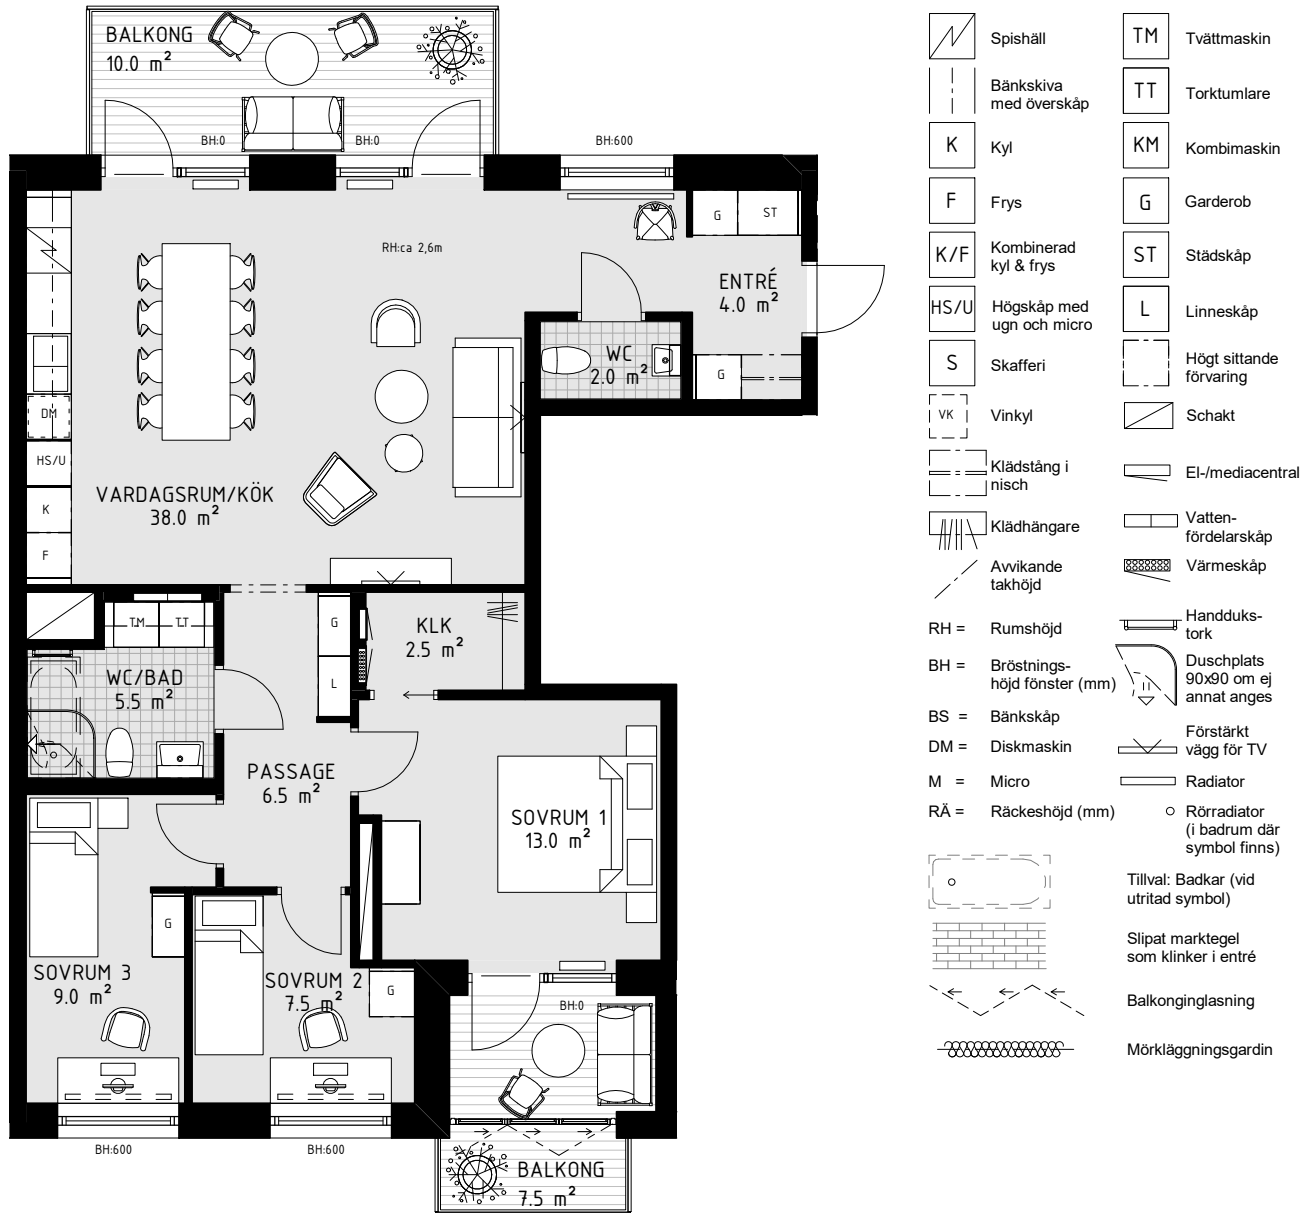 BALKONG
10.0 m²
BH:0
BH:0
BH:600
RH:ca 2,6m
G
ST
ENTRÉ
4.0 m²
WC
2.0 m²
G
DM
HS/U
K
F
VARDAGSRUM/KÖK
38.0 m²
TM
TT
G
L
KLK
2.5 m²
WC/BAD
5.5 m²
PASSAGE
6.5 m²
SOVRUM 1
13.0 m²
G
SOVRUM 3
9.0 m²
SOVRUM 2
7.5 m²
G
BH:0
BH:600
BH:600
BALKONG
7.5 m²
Spishäll
Bänkskiva
med överskåp
K
Kyl
F
Frys
K/F
Kombinerad
kyl & frys
HS/U
Högskåp med
ugn och micro
S
Skafferi
VK
Vinkyl
Klädstång i
nisch
Klädhängare
Avvikande
takhöjd
RH =
Rumshöjd
BH =
Bröstnings-
höjd fönster (mm)
BS =
Bänkskåp
DM =
Diskmaskin
M =
Micro
RÄ =
Räckeshöjd (mm)
TM
Tvättmaskin
TT
Torktumlare
KM
Kombimaskin
G
Garderob
ST
Städskåp
L
Linneskåp
Högt sittande
förvaring
Schakt
El-/mediacentral
Vatten-
fördelarskåp
Värmeskåp
Handduks-
tork
Duschplats
90x90 om ej
annat anges
Förstärkt
vägg för TV
Radiator
Rörradiator
(i badrum där
symbol finns)
Tillval: Badkar (vid
utritad symbol)
Slipat marktegel
som klinker i entré
Balkonginglasning
Mörkläggningsgardin